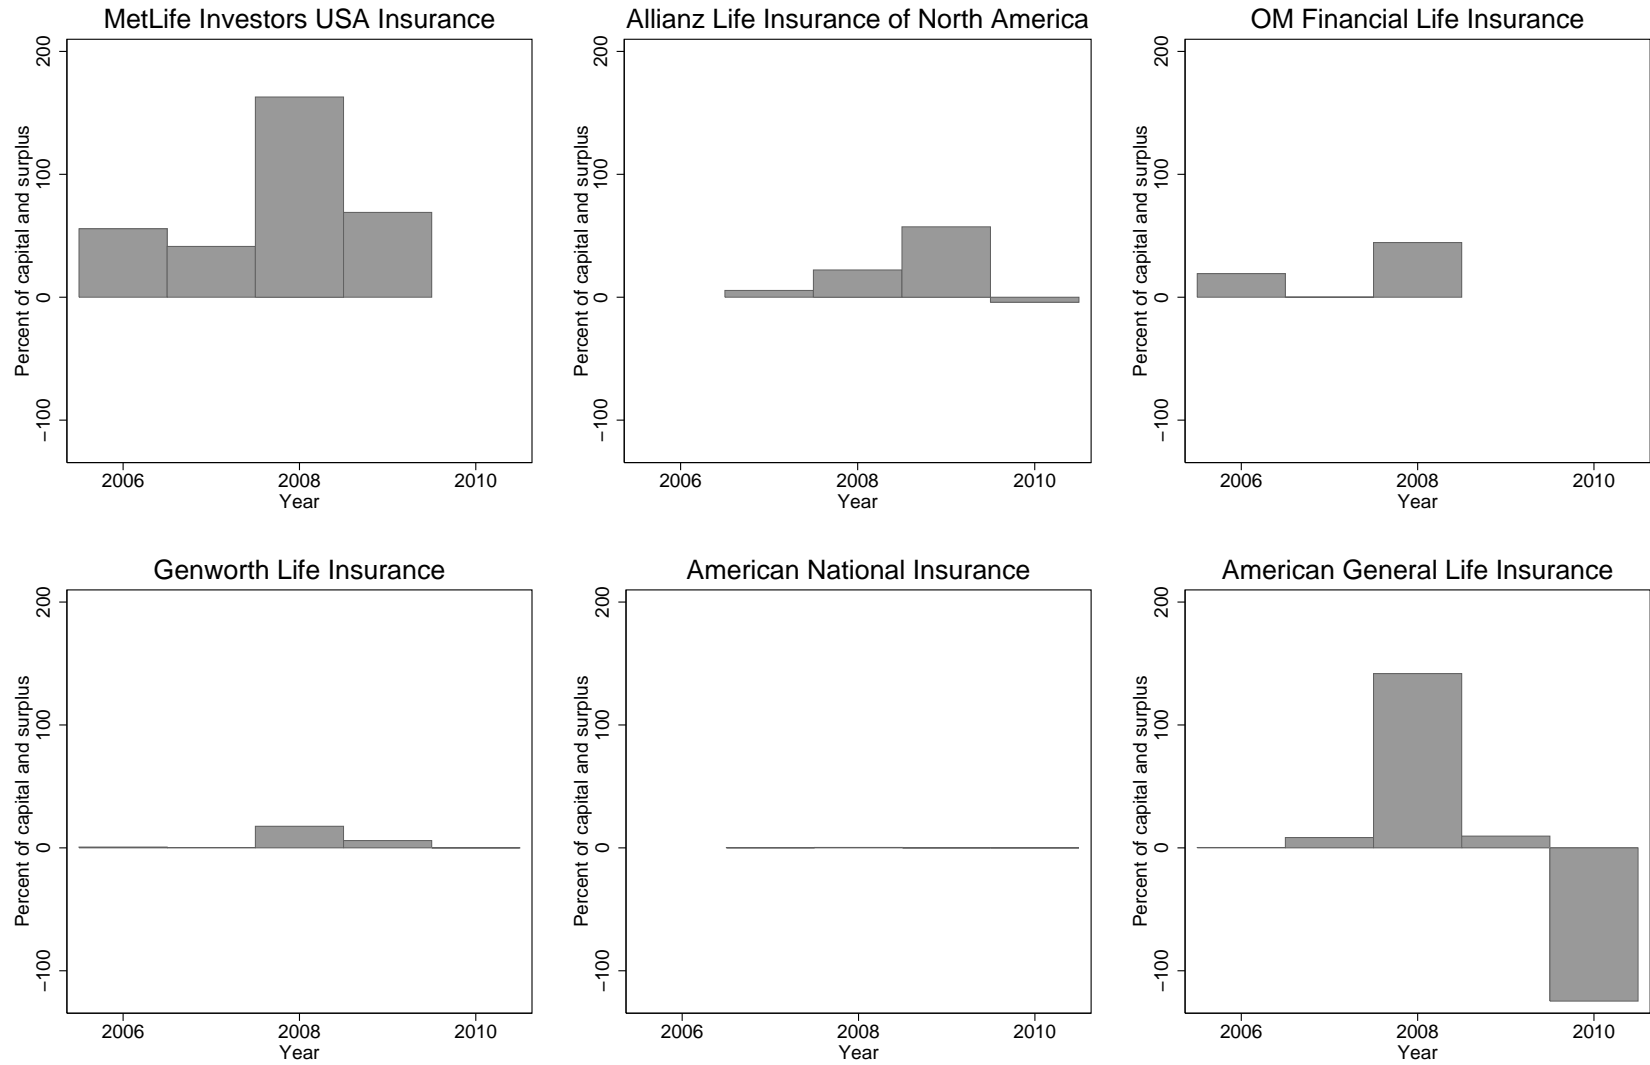 MetLife Investors USA Insurance
Percent of capital and surplus
200
100
0
−100
2006 2008 2010
Year
Allianz Life Insurance of North America
Percent of capital and surplus
200
100
0
−100
2006 2008 2010
Year
OM Financial Life Insurance
Percent of capital and surplus
200
100
0
−100
2006 2008 2010
Year
Genworth Life Insurance
Percent of capital and surplus
200
100
0
−100
2006 2008 2010
Year
American National Insurance
Percent of capital and surplus
200
100
0
−100
2006 2008 2010
Year
American General Life Insurance
Percent of capital and surplus
200
100
0
−100
2006 2008 2010
Year